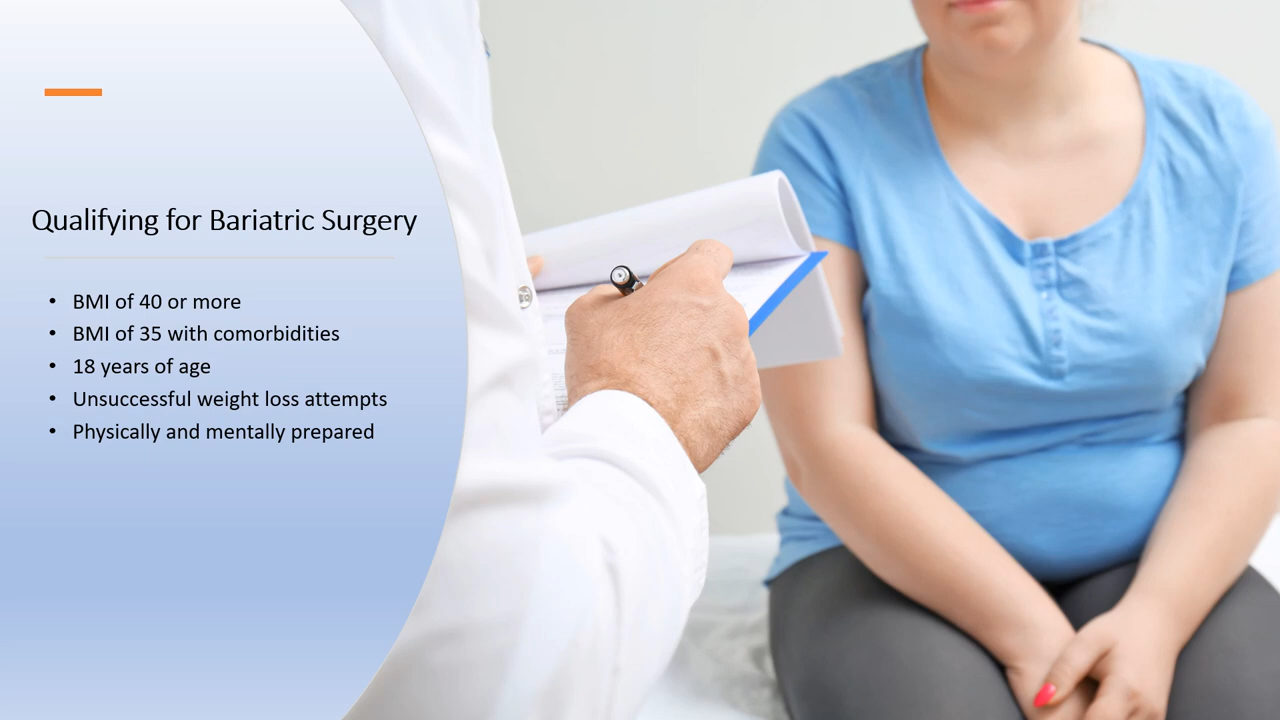 Qualifying for Bariatric Surgery
• BMI of 40 or more
• BMI of 35 with comorbidities
• 18 years of age
• Unsuccessful weight loss attempts
• Physically and mentally prepared